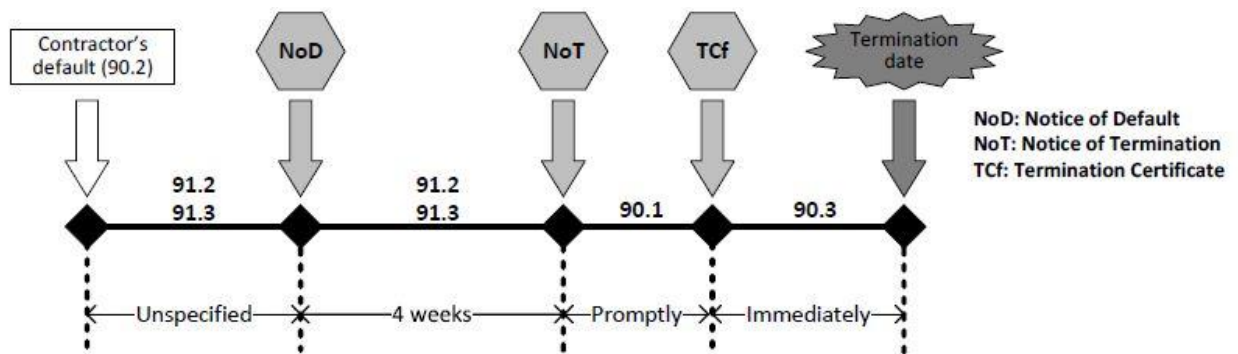 Contractor's
default (90.2)
NoD
NoT
TCf
Termination
date
NoD: Notice of Default
NoT: Notice of Termination
TCf: Termination Certificate
91.2
91.3
91.2
91.3
90.1
90.3
Unspecified
4 weeks
Promptly
Immediately